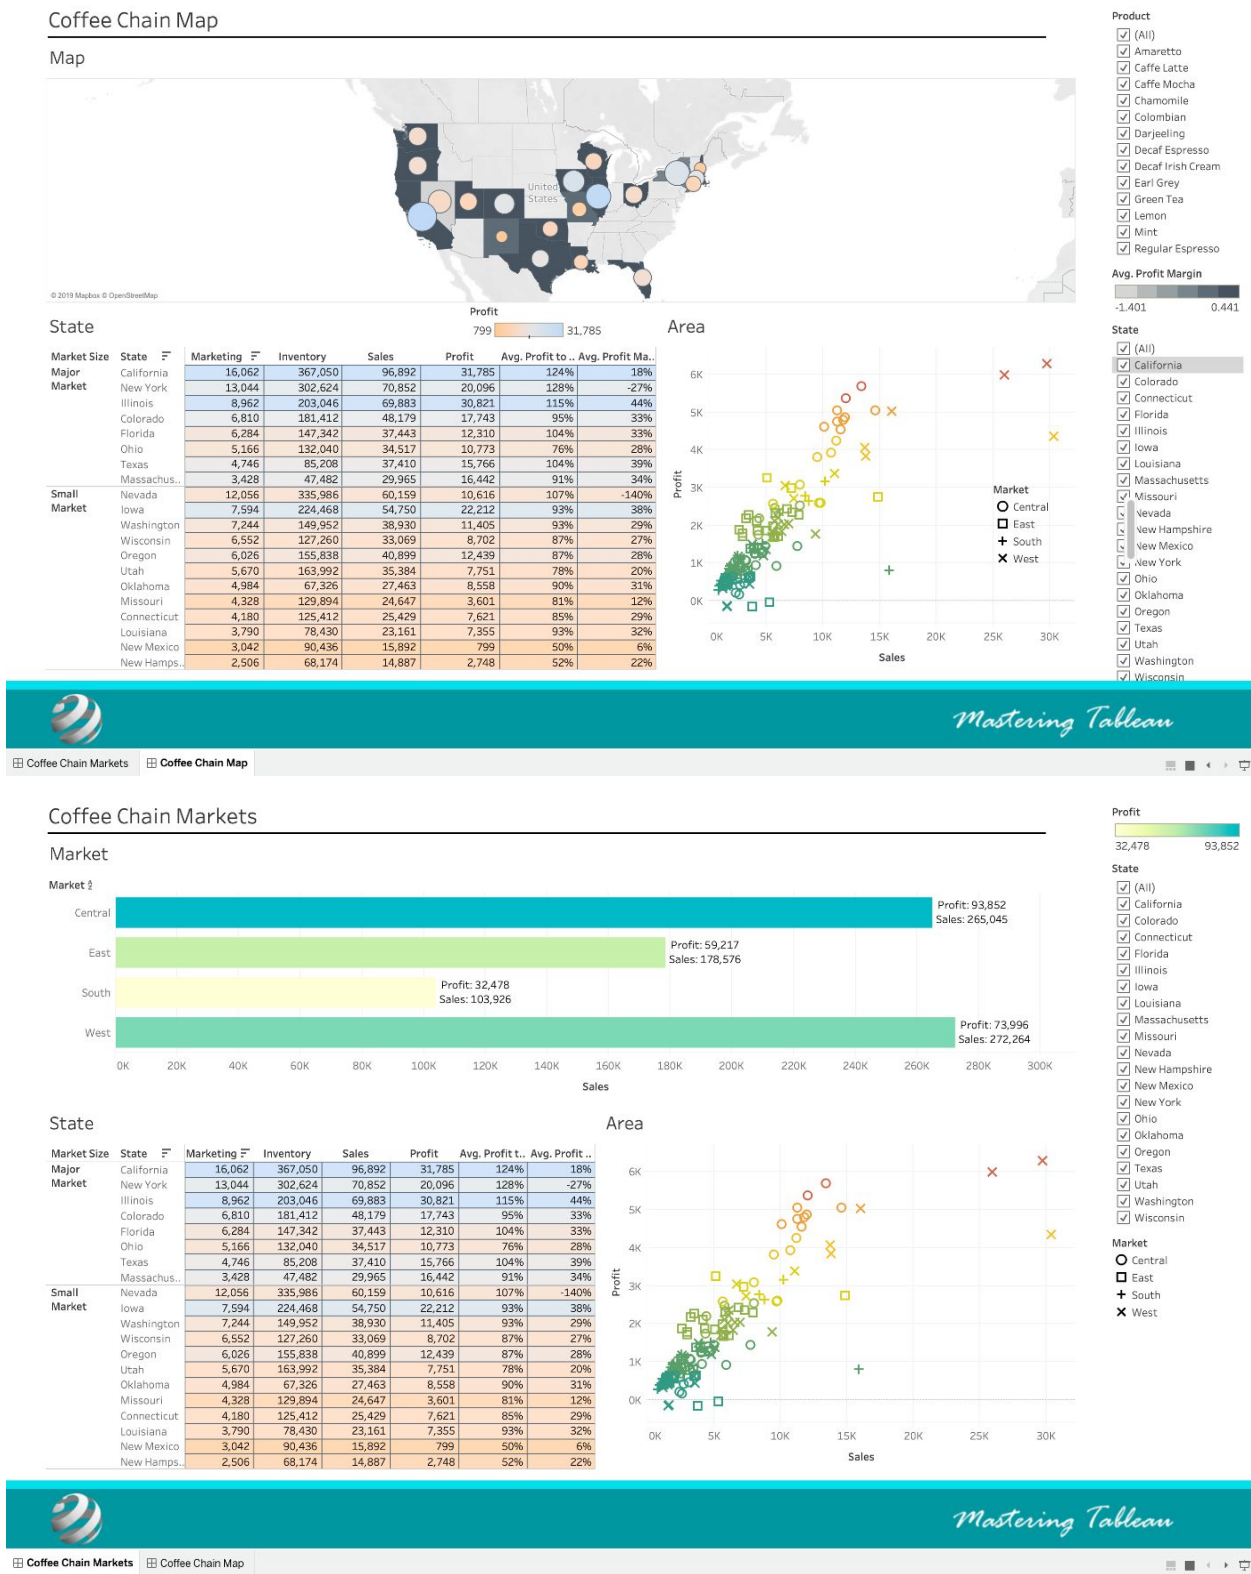 Coffee Chain Map
Map
United States
© 2019 Mapbox © OpenStreetMap
Profit
799 31,785
State
Market Size State Marketing Inventory Sales Profit Avg. Profit to .. Avg. Profit Ma..
Major Market California 16,062 367,050 96,892 31,785 124% 18%
New York 13,044 302,624 70,852 20,096 128% -27%
Illinois 8,962 203,046 69,883 30,821 115% 44%
Colorado 6,810 181,412 48,179 17,743 95% 33%
Florida 6,284 147,342 37,443 12,310 104% 33%
Ohio 5,166 132,040 34,517 10,773 76% 28%
Texas 4,746 85,208 37,410 15,766 104% 39%
Massachus.. 3,428 47,482 29,965 16,442 91% 34%
Small Market Nevada 12,056 335,986 60,159 10,616 107% -140%
Iowa 7,594 224,468 54,750 22,212 93% 38%
Washington 7,244 149,952 38,930 11,405 93% 29%
Wisconsin 6,552 127,260 33,069 8,702 87% 27%
Oregon 6,026 155,838 40,899 12,439 87% 28%
Utah 5,670 163,992 35,384 7,751 78% 20%
Oklahoma 4,984 67,326 27,463 8,558 90% 31%
Missouri 4,328 129,894 24,647 3,601 81% 12%
Connecticut 4,180 125,412 25,429 7,621 85% 29%
Louisiana 3,790 78,430 23,161 7,355 93% 32%
New Mexico 3,042 90,436 15,892 799 50% 6%
New Hamps.. 2,506 68,174 14,887 2,748 52% 22%
Area
6K
5K
4K
3K
2K
1K
0K
Profit
0K 5K 10K 15K 20K 25K 30K
Sales
Market
Central
East
South
West
Product
(All)
Amaretto
Caffe Latte
Caffe Mocha
Chamomile
Colombian
Darjeeling
Decaf Espresso
Decaf Irish Cream
Earl Grey
Green Tea
Lemon
Mint
Regular Espresso
Avg. Profit Margin
-1.401 0.441
State
(All)
California
Colorado
Connecticut
Florida
Illinois
Iowa
Louisiana
Massachusetts
Missouri
Nevada
New Hampshire
New Mexico
New York
Ohio
Oklahoma
Oregon
Texas
Utah
Washington
Wisconsin
Mastering Tableau
Coffee Chain Markets Coffee Chain Map
Coffee Chain Markets
Market
Market
Central Profit: 93,852
Sales: 265,045
East Profit: 59,217
Sales: 178,576
South Profit: 32,478
Sales: 103,926
West Profit: 73,996
Sales: 272,264
0K 20K 40K 60K 80K 100K 120K 140K 160K 180K 200K 220K 240K 260K 280K 300K
Sales
State
Market Size State Marketing Inventory Sales Profit Avg. Profit t.. Avg. Profit ..
Major Market California 16,062 367,050 96,892 31,785 124% 18%
New York 13,044 302,624 70,852 20,096 128% -27%
Illinois 8,962 203,046 69,883 30,821 115% 44%
Colorado 6,810 181,412 48,179 17,743 95% 33%
Florida 6,284 147,342 37,443 12,310 104% 33%
Ohio 5,166 132,040 34,517 10,773 76% 28%
Texas 4,746 85,208 37,410 15,766 104% 39%
Massachus.. 3,428 47,482 29,965 16,442 91% 34%
Small Market Nevada 12,056 335,986 60,159 10,616 107% -140%
Iowa 7,594 224,468 54,750 22,212 93% 38%
Washington 7,244 149,952 38,930 11,405 93% 29%
Wisconsin 6,552 127,260 33,069 8,702 87% 27%
Oregon 6,026 155,838 40,899 12,439 87% 28%
Utah 5,670 163,992 35,384 7,751 78% 20%
Oklahoma 4,984 67,326 27,463 8,558 90% 31%
Missouri 4,328 129,894 24,647 3,601 81% 12%
Connecticut 4,180 125,412 25,429 7,621 85% 29%
Louisiana 3,790 78,430 23,161 7,355 93% 32%
New Mexico 3,042 90,436 15,892 799 50% 6%
New Hamps.. 2,506 68,174 14,887 2,748 52% 22%
Area
6K
5K
4K
3K
2K
1K
0K
Profit
0K 5K 10K 15K 20K 25K 30K
Sales
Profit
32,478 93,852
State
(All)
California
Colorado
Connecticut
Florida
Illinois
Iowa
Louisiana
Massachusetts
Missouri
Nevada
New Hampshire
New Mexico
New York
Ohio
Oklahoma
Oregon
Texas
Utah
Washington
Wisconsin
Market
Central
East
South
West
Mastering Tableau
Coffee Chain Markets Coffee Chain Map